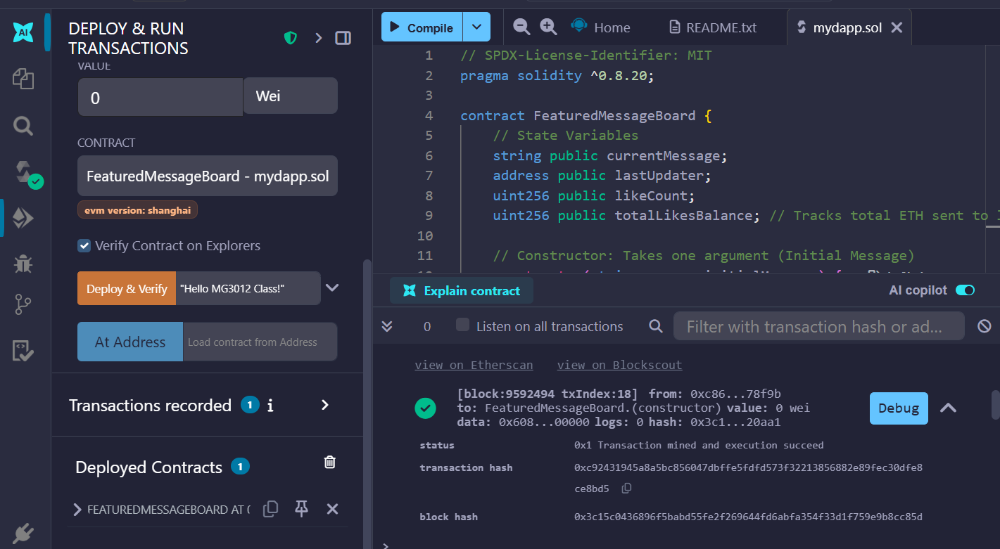 AI
DEPLOY & RUN
TRANSACTIONS
VALUE
0
Wei
CONTRACT
FeaturedMessageBoard - mydapp.sol
evm version: shanghai
Verify Contract on Explorers
Deploy & Verify
"Hello MG3012 Class!"
At Address
Load contract from Address
Transactions recorded 1 i
Deployed Contracts 1
FEATUREDMESSAGEBOARD AT
Compile
Home
README.txt
mydapp.sol
1 // SPDX-License-Identifier: MIT
2 pragma solidity ^0.8.20;
3
4 contract FeaturedMessageBoard {
5 // State Variables
6 string public currentMessage;
7 address public lastUpdater;
8 uint256 public likeCount;
9 uint256 public totalLikesBalance; // Tracks total ETH sent to
10
11 // Constructor: Takes one argument (Initial Message)
Explain contract
AI copilot
0
Listen on all transactions
Filter with transaction hash or ad...
view on Etherscan
view on Blockscout
[block:9592494 txIndex:18] from: 0xc86...78f9b
to: FeaturedMessageBoard.(constructor) value: 0 wei
data: 0x608...00000 logs: 0 hash: 0x3c1...20aa1
Debug
status 0x1 Transaction mined and execution succeed
transaction hash 0xc92431945a8a5bc856047dbffe5fdfd573f32213856882e89fec30dfe8
ce8bd5
block hash 0x3c15c0436896f5babd55fe2f269644fd6abfa354f33d1f759e9b8cc85d
>